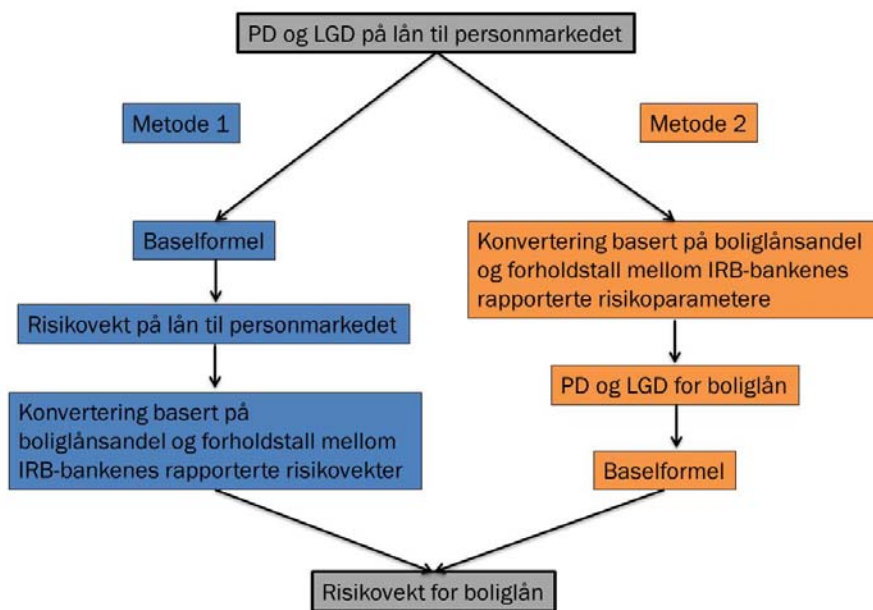 PD og LGD på lån til personmarkedet
Metode 1
Metode 2
Baselformel
Risikovekt på lån til personmarkedet
Konvertering basert på
boliglånsandel og forholdstall mellom
IRB-bankenes rapporterte risikovekter
Konvertering basert på boliglånsandel
og forholdstall mellom IRB-bankenes
rapporterte risikoparametere
PD og LGD for boliglån
Baselformel
Risikovekt for boliglån